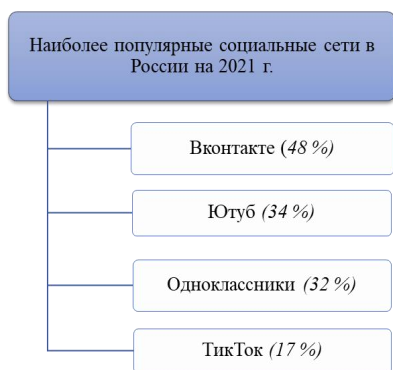 Наиболее популярные социальные сети в
России на 2021 г.
Вконтакте (48 %)
Ютуб (34 %)
Одноклассники (32 %)
ТикТок (17 %)